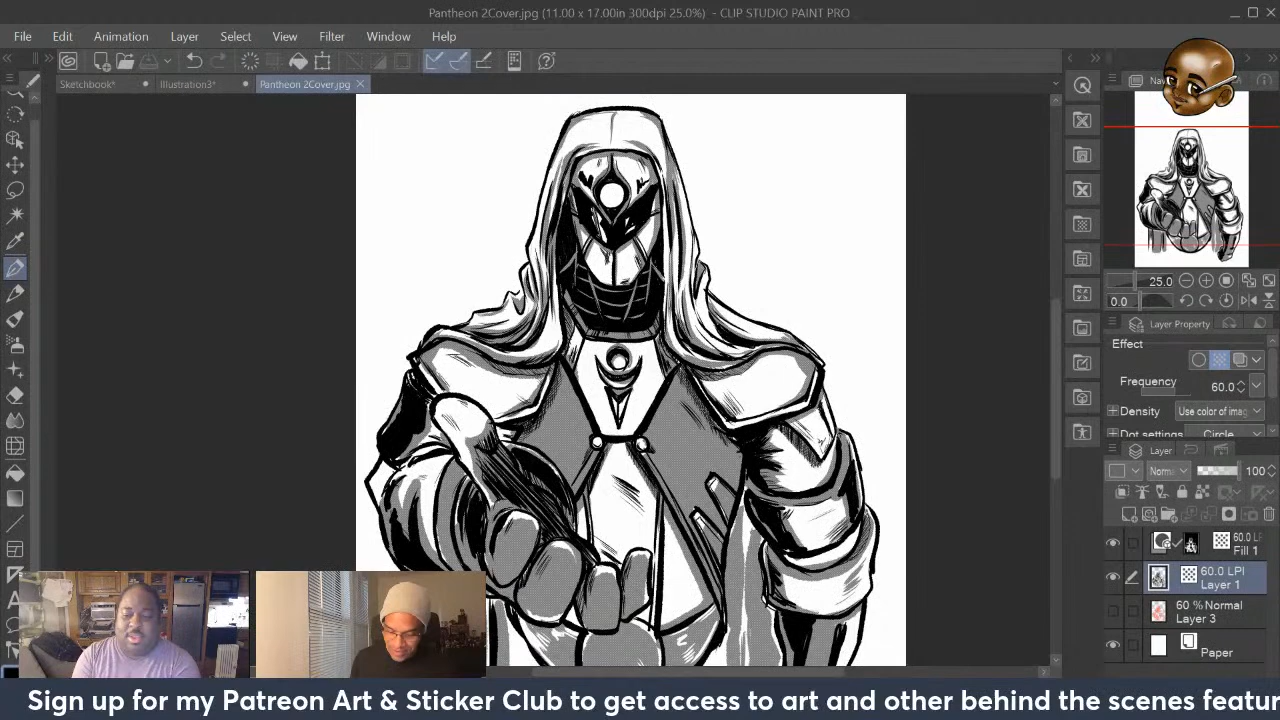 Pantheon 2Cover.jpg (11.00 x 17.00in 300dpi 25.0%) - CLIP STUDIO PAINT PRO
File Edit Animation Layer Select View Filter Window Help
Sketchbook* Illustration3* Pantheon 2Cover.jpg
25.0
0.0
Layer Property
Effect
Frequency 60.0
Density Use color of imag
Dot settings Circle
Layer
Norm 100
60.0 LP
Fill 1
60.0 LPI
Layer 1
60 % Normal
Layer 3
Paper
Sign up for my Patreon Art & Sticker Club to get access to art and other behind the scenes featur